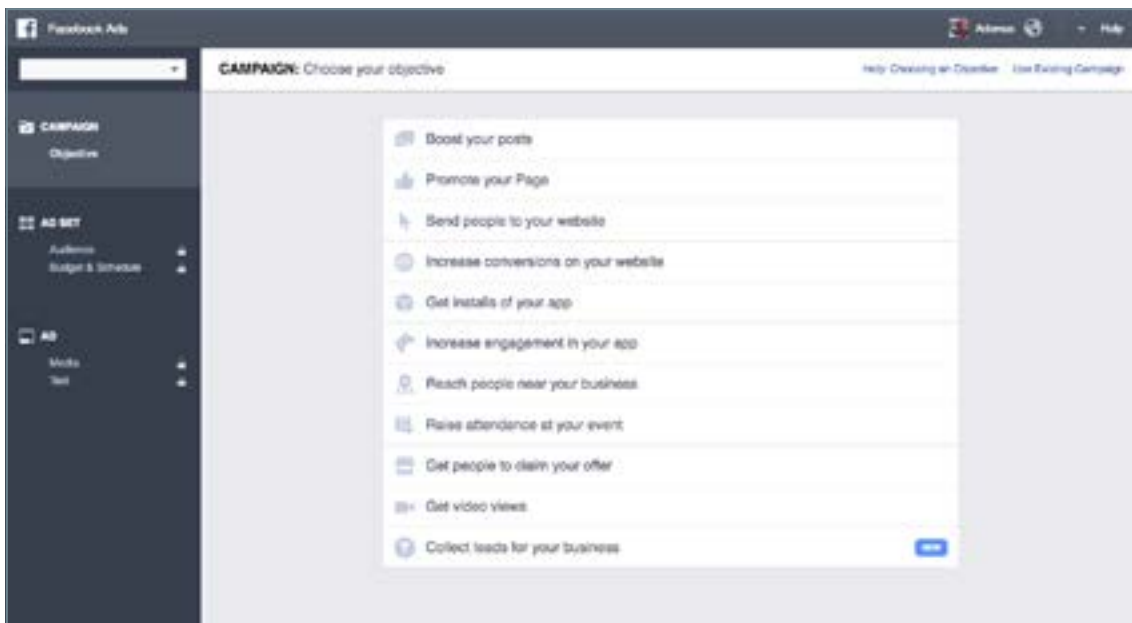 Facebook Ads
Help
CAMPAIGN: Choose your objective
Help: Choosing an Objective
Use Existing Campaign
CAMPAIGN
Objective
AD SET
Audience
Budget & Schedule
AD
Media
Text
Boost your posts
Promote your Page
Send people to your website
Increase conversions on your website
Get installs of your app
Increase engagement in your app
Reach people near your business
Raise attendance at your event
Get people to claim your offer
Get video views
Collect leads for your business
NEW